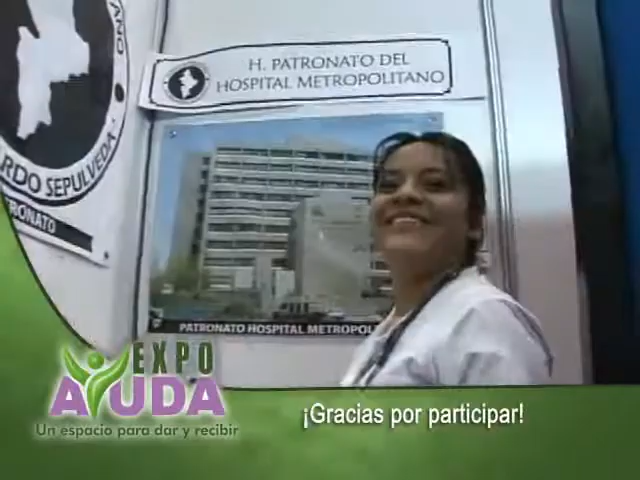 H. PATRONATO DEL
HOSPITAL METROPOLITANO
ANO
RDO SEPULVEDA
PATRONATO
PATRONATO HOSPITAL METROPOL
EXPO
AYUDA
Un espacio para dar y recibir
¡Gracias por participar!